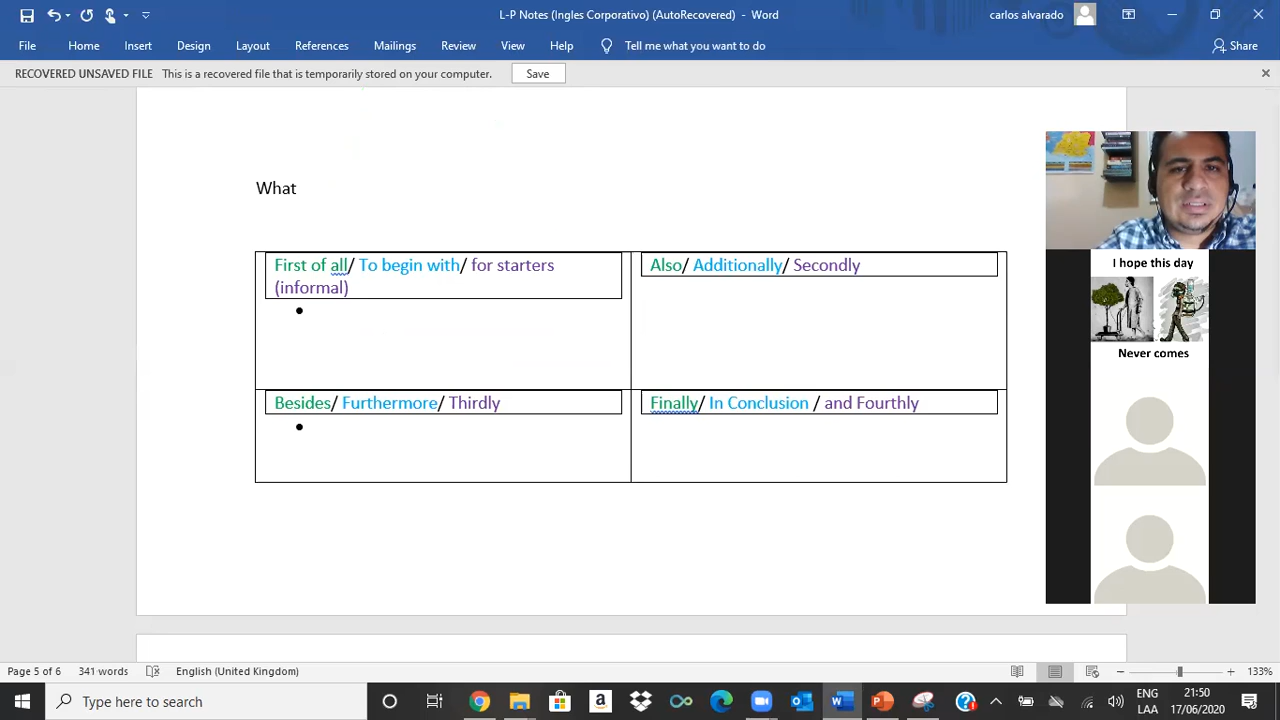 L-P Notes (Ingles Corporativo) (AutoRecovered) - Word
carlos alvarado
File Home Insert Design Layout References Mailings Review View Help Tell me what you want to do Share
RECOVERED UNSAVED FILE This is a recovered file that is temporarily stored on your computer. Save
What
First of all/ To begin with/ for starters
(informal)
Also/ Additionally/ Secondly
Besides/ Furthermore/ Thirdly
Finally/ In Conclusion / and Fourthly
I hope this day
Never comes
Page 5 of 6 341 words English (United Kingdom) 133%
Type here to search
ENG 21:50
LAA 17/06/2020